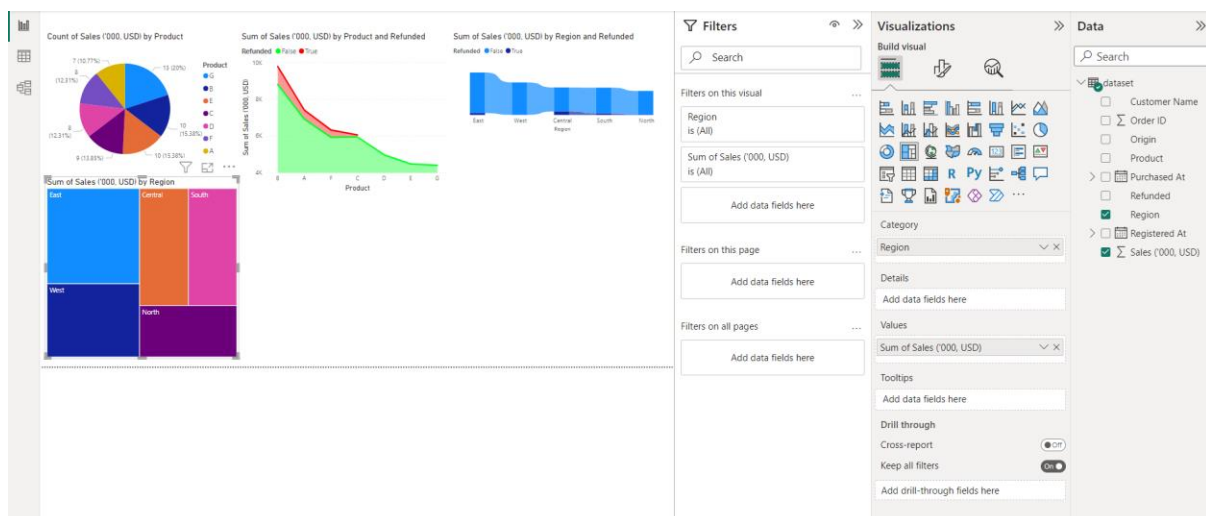 Count of Sales ('000, USD) by Product
7 (10.77%)
8
(12.31%)
8
(12.31%)
9 (13.85%)
13 (20%)
10
(15.38%)
10 (15.38%)
Product
G
B
E
C
D
F
A
Sum of Sales ('000, USD) by Product and Refunded
Refunded False True
Sum of Sales ('000, USD)
10K
8K
6K
4K
B A F C D E G
Product
Sum of Sales ('000, USD) by Region and Refunded
Refunded False True
East West Central South North
Region
Sum of Sales ('000, USD) by Region
East
Central
South
West
North
Filters
Search
Filters on this visual
Region
is (All)
Sum of Sales ('000, USD)
is (All)
Add data fields here
Filters on this page
Add data fields here
Filters on all pages
Add data fields here
Visualizations
Build visual
R Py
Category
Region
Details
Add data fields here
Values
Sum of Sales ('000, USD)
Tooltips
Add data fields here
Drill through
Cross-report
Off
Keep all filters
On
Add drill-through fields here
Data
Search
dataset
Customer Name
Order ID
Origin
Product
Purchased At
Refunded
Region
Registered At
Sales ('000, USD)